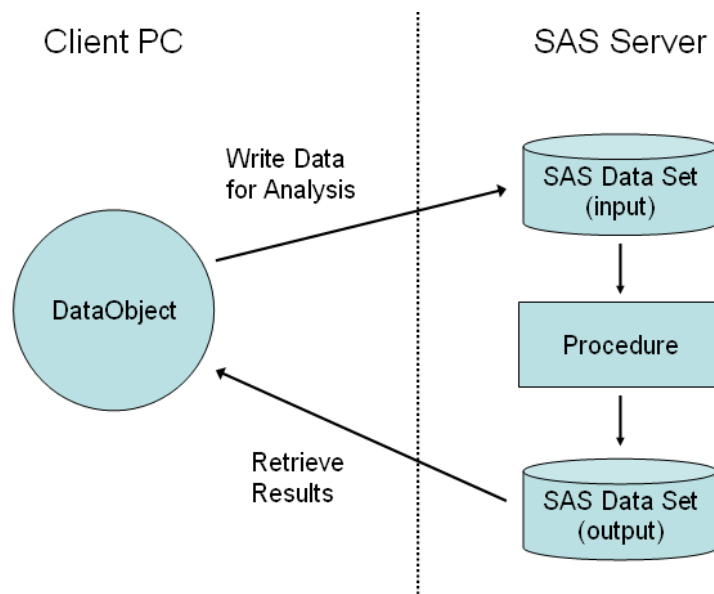 Client PC
SAS Server
Write Data
for Analysis
SAS Data Set
(input)
DataObject
Procedure
Retrieve
Results
SAS Data Set
(output)